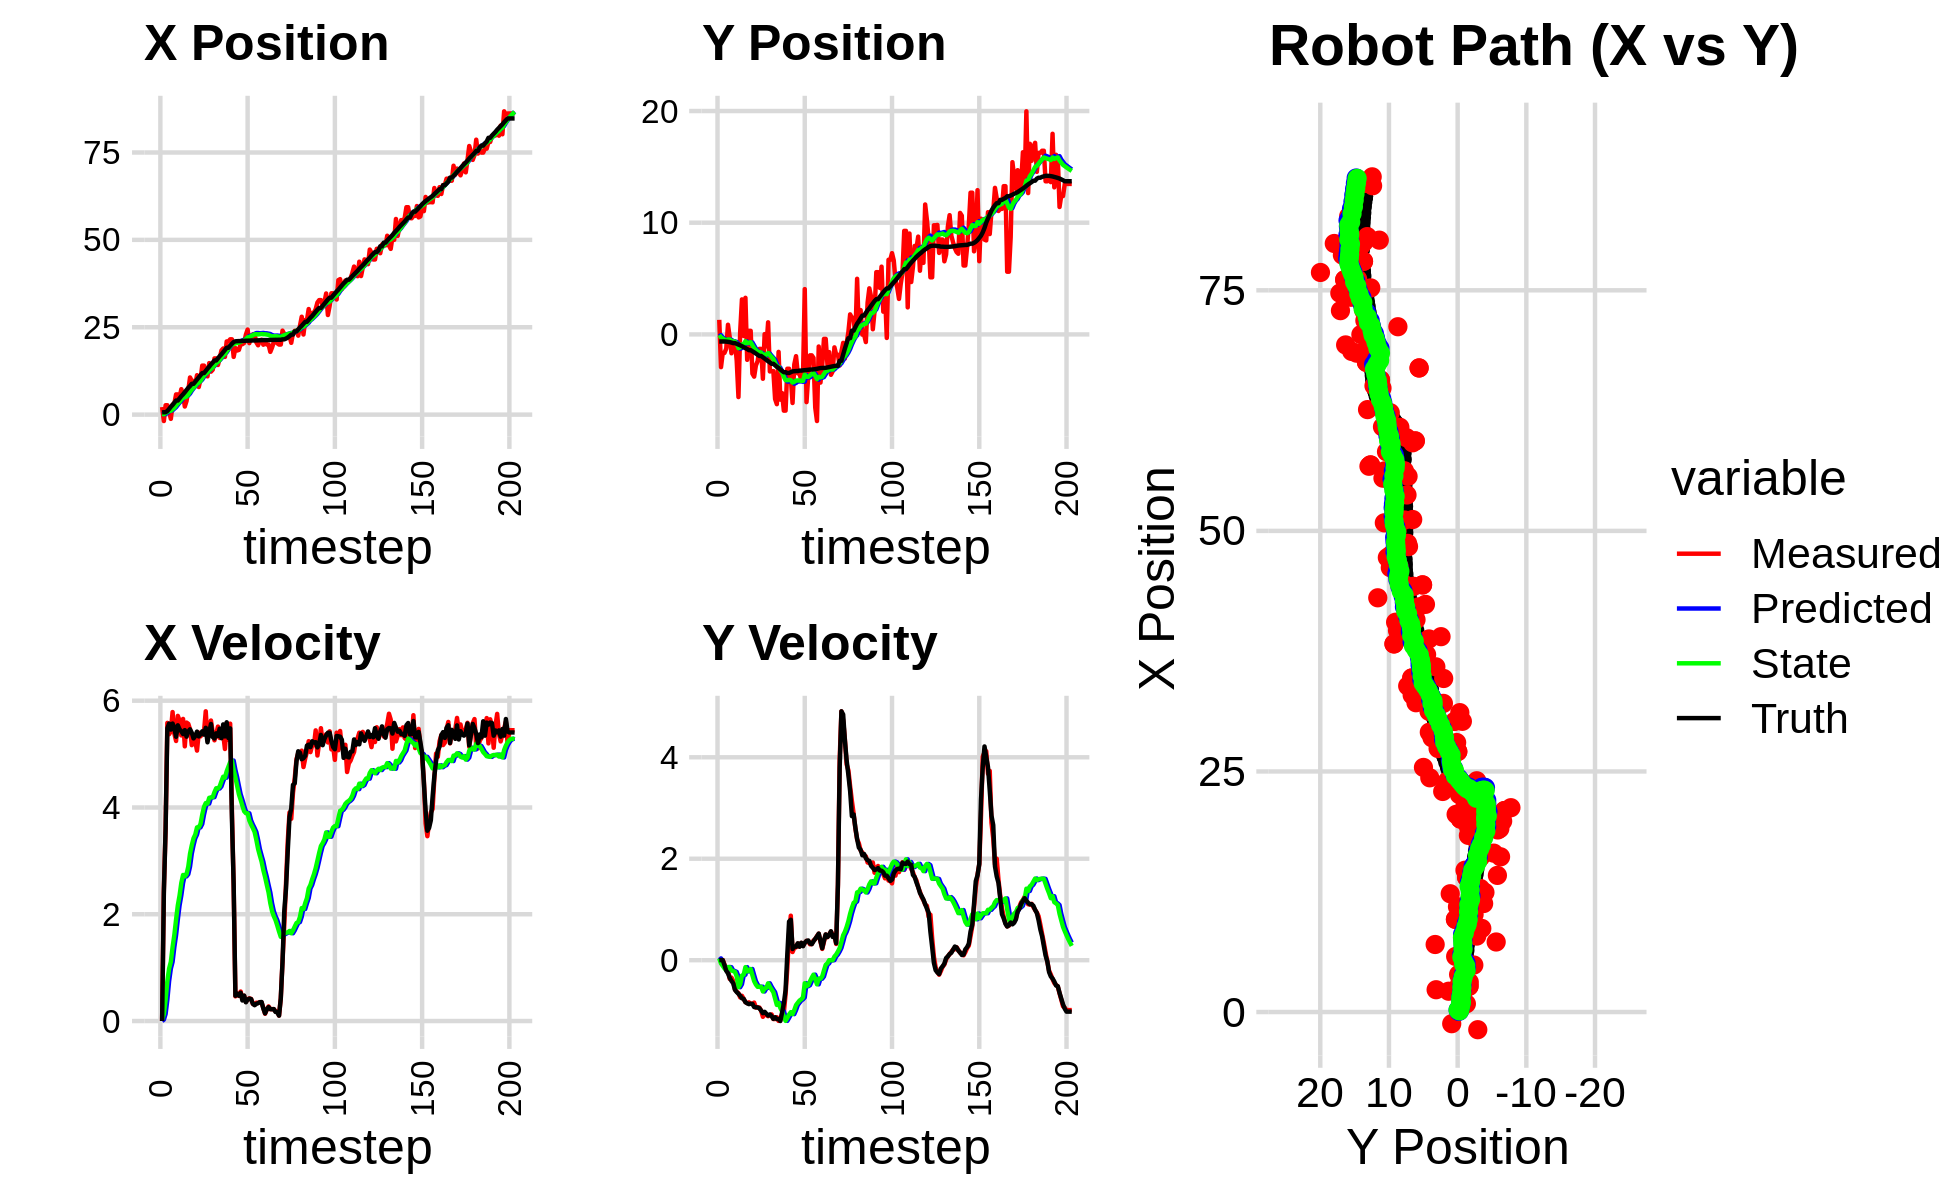 X Position
75
50
25
0
0
50
100
150
200
timestep
Y Position
20
10
0
0
50
100
150
200
timestep
X Velocity
6
4
2
0
0
50
100
150
200
timestep
Y Velocity
4
2
0
0
50
100
150
200
timestep
Robot Path (X vs Y)
X Position
75
50
25
0
20 10 0 -10 -20
Y Position
variable
Measured
Predicted
State
Truth